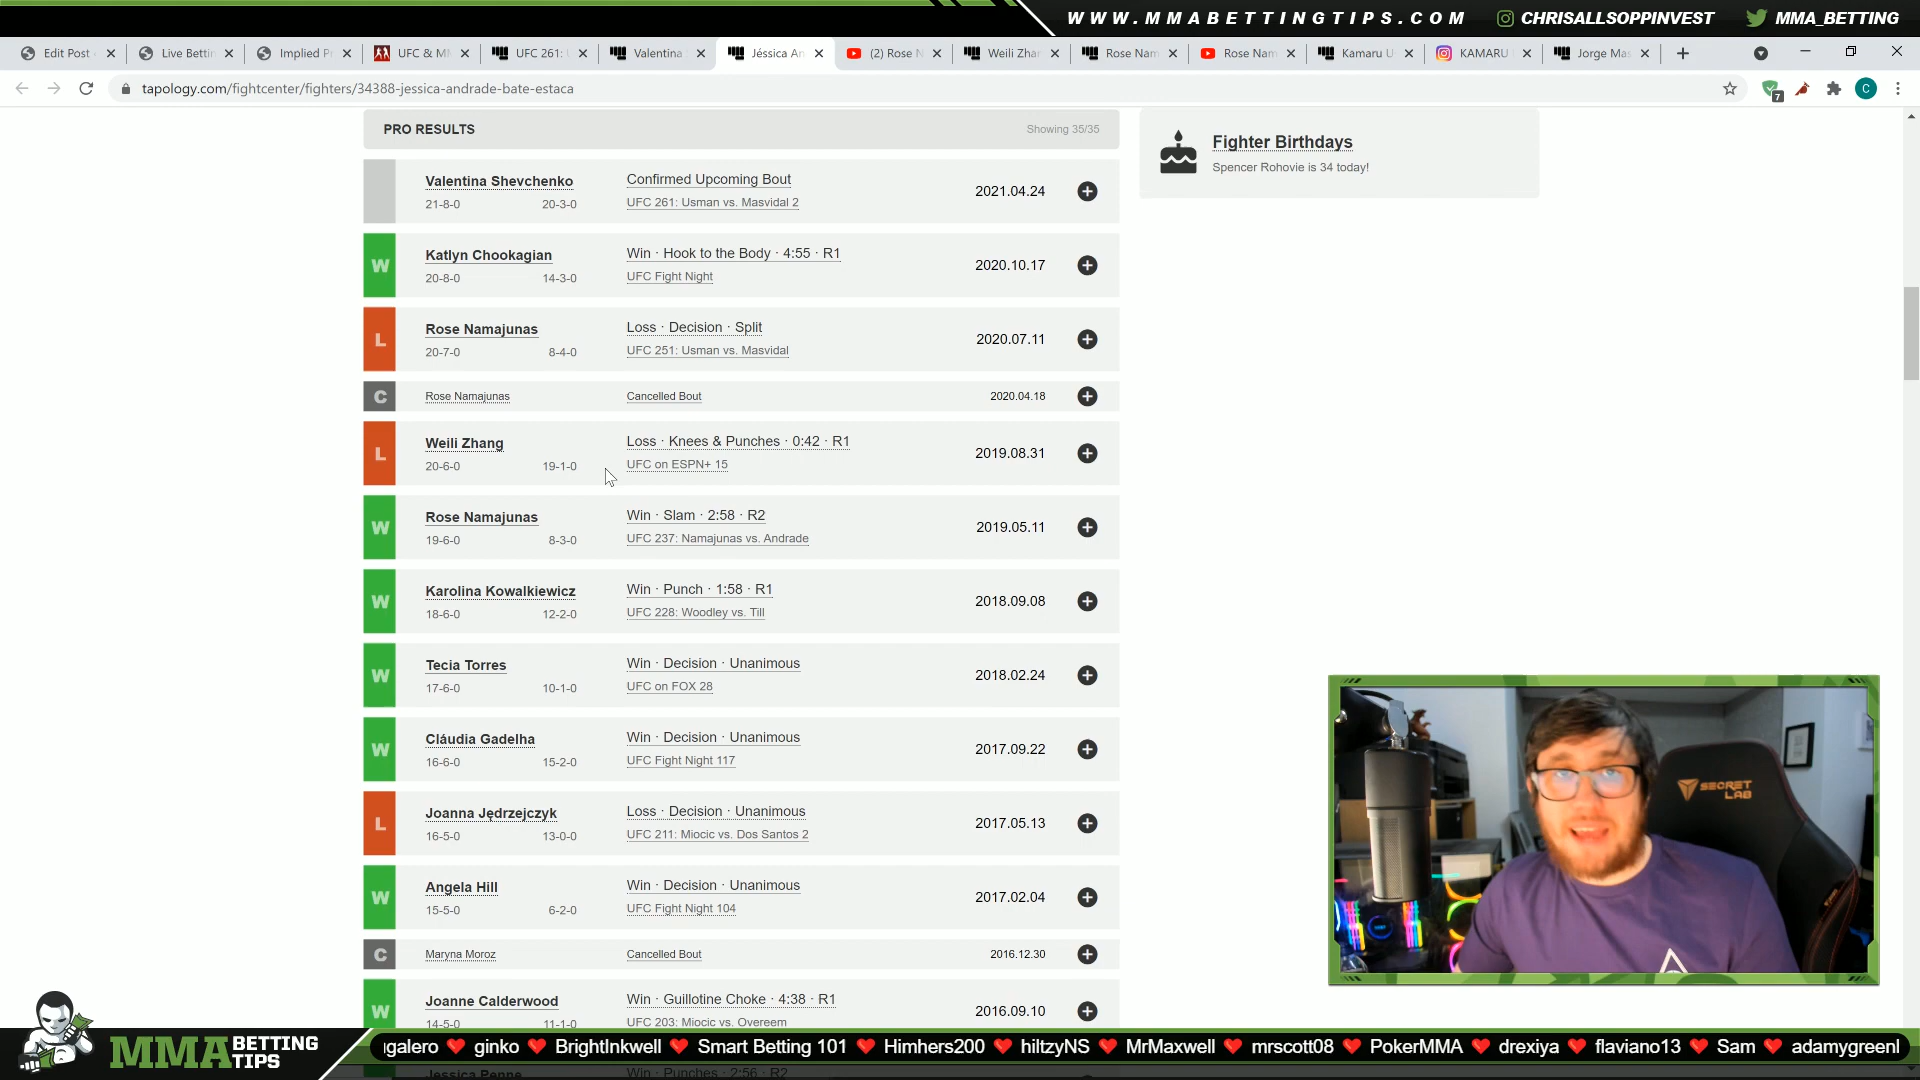 WWW.MMABETTINGTIPS.COM CHRISALLSOPPINVEST MMA_BETTING
Edit Post Live Bettin Implied Pr UFC & MM UFC 261: Valentina Jéssica An (2) Rose N Weili Zhan Rose Nam Rose Nam Kamaru U KAMARU Jorge Mas
tapology.com/fightcenter/fighters/34388-jessica-andrade-bate-estaca 7 C
PRO RESULTS Showing 35/35
Fighter Birthdays
Spencer Rohovie is 34 today!
Valentina Shevchenko Confirmed Upcoming Bout 2021.04.24
21-8-0 20-3-0 UFC 261: Usman vs. Masvidal 2
W Katlyn Chookagian Win · Hook to the Body · 4:55 · R1 2020.10.17
20-8-0 14-3-0 UFC Fight Night
L Rose Namajunas Loss · Decision · Split 2020.07.11
20-7-0 8-4-0 UFC 251: Usman vs. Masvidal
C Rose Namajunas Cancelled Bout 2020.04.18
L Weili Zhang Loss · Knees & Punches · 0:42 · R1 2019.08.31
20-6-0 19-1-0 UFC on ESPN+ 15
W Rose Namajunas Win · Slam · 2:58 · R2 2019.05.11
19-6-0 8-3-0 UFC 237: Namajunas vs. Andrade
W Karolina Kowalkiewicz Win · Punch · 1:58 · R1 2018.09.08
18-6-0 12-2-0 UFC 228: Woodley vs. Till
W Tecia Torres Win · Decision · Unanimous 2018.02.24
17-6-0 10-1-0 UFC on FOX 28
W Cláudia Gadelha Win · Decision · Unanimous 2017.09.22
16-6-0 15-2-0 UFC Fight Night 117
L Joanna Jędrzejczyk Loss · Decision · Unanimous 2017.05.13
16-5-0 13-0-0 UFC 211: Miocic vs. Dos Santos 2
W Angela Hill Win · Decision · Unanimous 2017.02.04
15-5-0 6-2-0 UFC Fight Night 104
C Maryna Moroz Cancelled Bout 2016.12.30
W Joanne Calderwood Win · Guillotine Choke · 4:38 · R1 2016.09.10
14-5-0 11-1-0 UFC 203: Miocic vs. Overeem
SECRET
LAB
MMA BETTING
TIPS
galero ginko BrightInkwell Smart Betting 101 Himhers200 hiltzyNS MrMaxwell mrscott08 PokerMMA drexiya flaviano13 Sam adamygreenl
Jessica Penne Win · Punches · 2:56 · R2